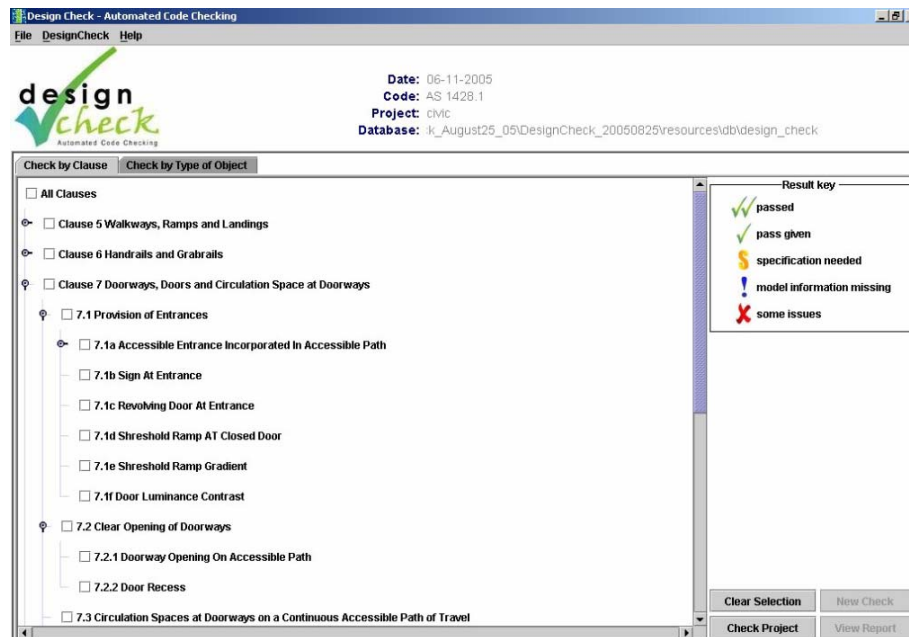 Design Check - Automated Code Checking
File DesignCheck Help
design
check
Automated Code Checking
Date: 06-11-2005
Code: AS 1428.1
Project: civic
Database: :k_August25_05\DesignCheck_20050825\resources\db\design_check
Check by Clause Check by Type of Object
All Clauses
Clause 5 Walkways, Ramps and Landings
Clause 6 Handrails and Grabrails
Clause 7 Doorways, Doors and Circulation Space at Doorways
7.1 Provision of Entrances
7.1a Accessible Entrance Incorporated In Accessible Path
7.1b Sign At Entrance
7.1c Revolving Door At Entrance
7.1d Shreshold Ramp AT Closed Door
7.1e Shreshold Ramp Gradient
7.1f Door Luminance Contrast
7.2 Clear Opening of Doorways
7.2.1 Doorway Opening On Accessible Path
7.2.2 Door Recess
7.3 Circulation Spaces at Doorways on a Continuous Accessible Path of Travel
Result key
passed
pass given
specification needed
model information missing
some issues
Clear Selection New Check
Check Project View Report